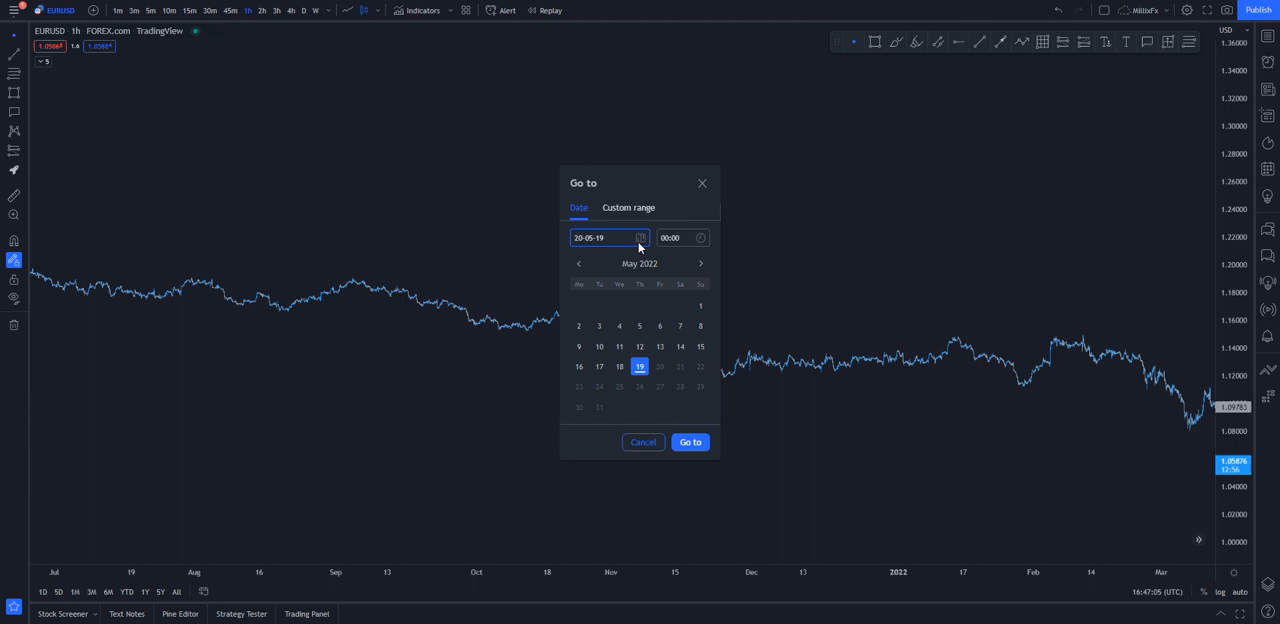 1
EURUSD
1m 3m 5m 10m 15m 30m 45m 1h 2h 3h 4h D W
Indicators
Alert
Replay
MillixFx
Publish
EURUSD · 1h · FOREX.com · TradingView
1.05868 1.6 1.05884
5
USD
1.36000
1.34000
1.32000
1.30000
1.28000
1.26000
1.24000
1.22000
1.20000
1.18000
1.16000
1.14000
1.12000
1.09783
1.08000
1.05876
12:56
1.04000
1.02000
1.00000
Go to
Date Custom range
20-05-19 00:00
May 2022
Mo Tu We Th Fr Sa Su
1
2 3 4 5 6 7 8
9 10 11 12 13 14 15
16 17 18 19 20 21 22
23 24 25 26 27 28 29
30 31
Cancel Go to
Jul 19 Aug 16 Sep 13 Oct 18 Nov 15 Dec 13 2022 17 Feb 14 Mar
1D 5D 1M 3M 6M YTD 1Y 5Y All
16:47:05 (UTC) % log auto
Stock Screener Text Notes Pine Editor Strategy Tester Trading Panel